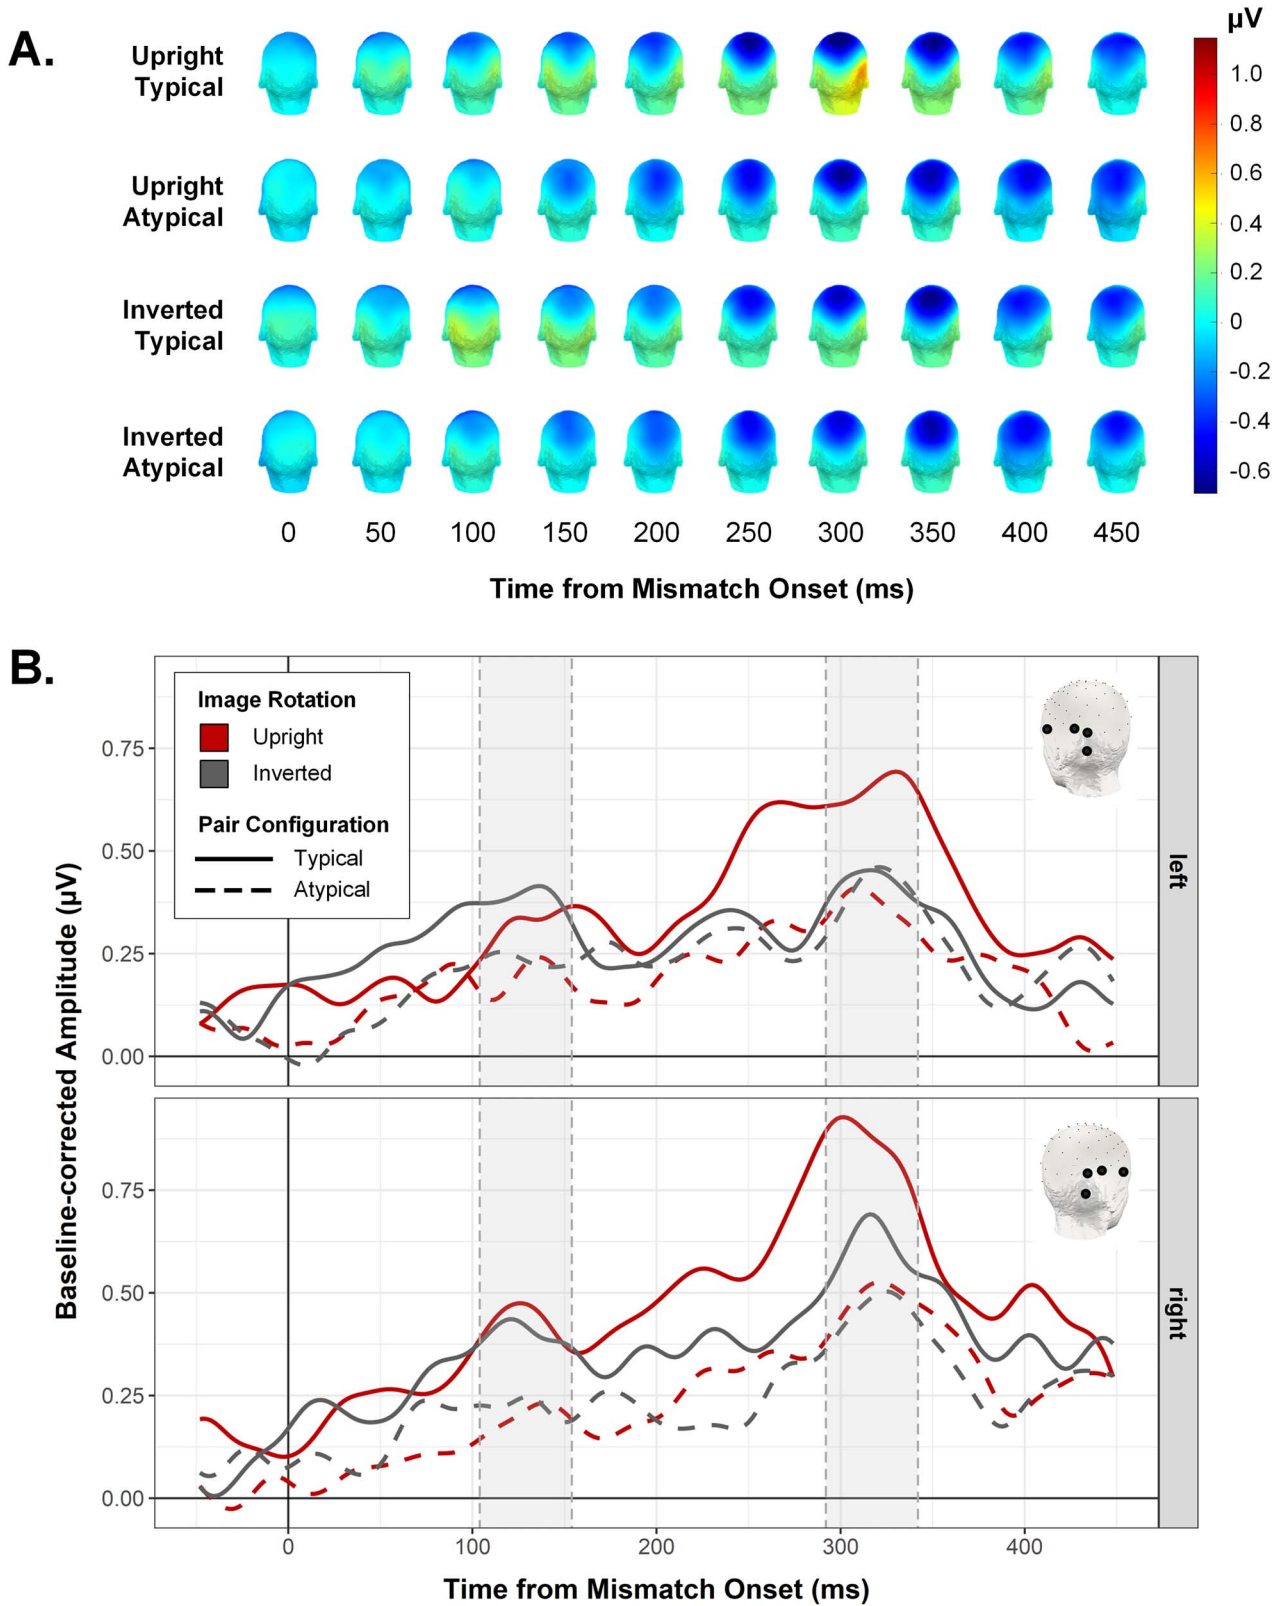 A.
µV
Upright
Typical
Upright
Atypical
Inverted
Typical
Inverted
Atypical
1.0
0.8
0.6
0.4
0.2
0
-0.2
-0.4
-0.6
0 50 100 150 200 250 300 350 400 450
Time from Mismatch Onset (ms)
B.
Image Rotation
Upright
Inverted
Pair Configuration
Typical
Atypical
Baseline-corrected Amplitude (µV)
0.75
0.50
0.25
0.00
left
0.75
0.50
0.25
0.00
right
0 100 200 300 400
Time from Mismatch Onset (ms)